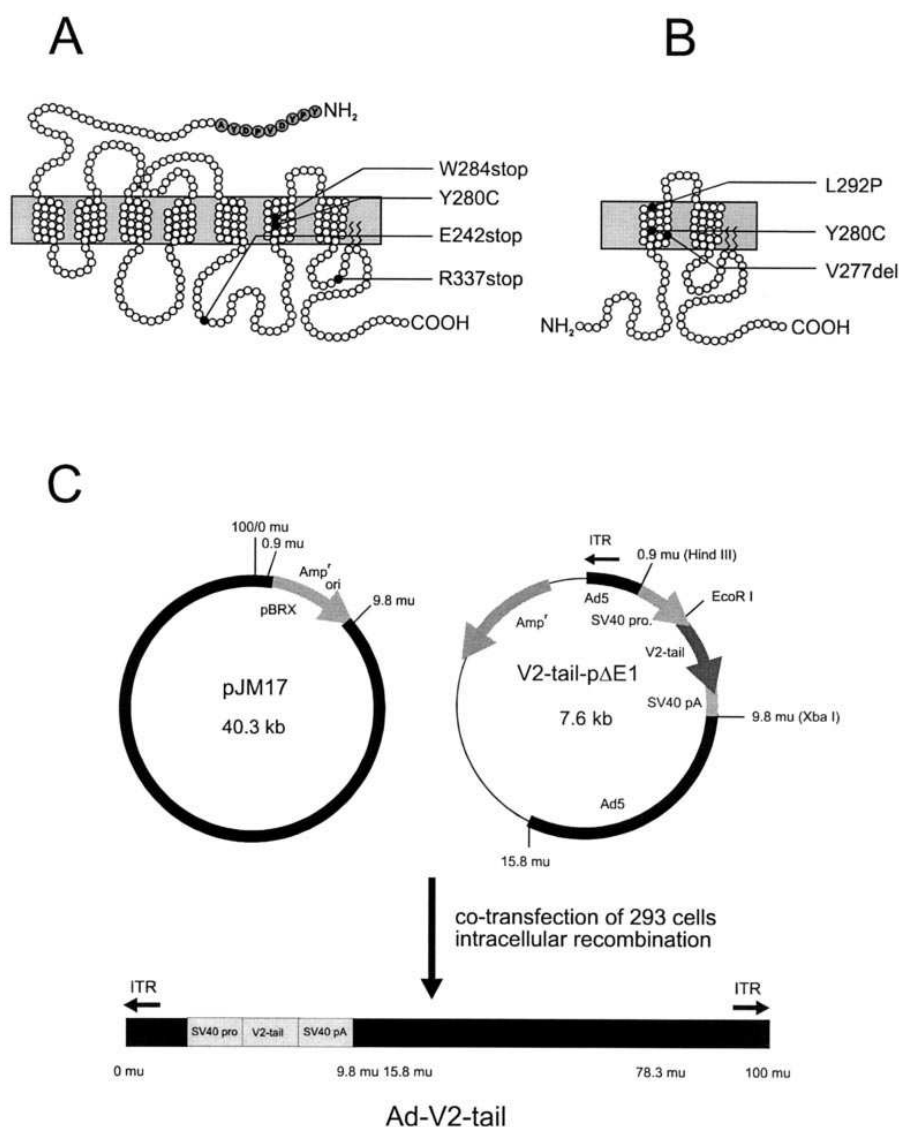 A
B
NH2
A Y D P V D Y P Y
W284stop
Y280C
E242stop
R337stop
COOH
L292P
Y280C
V277del
NH2
COOH
C
100/0 mu
0.9 mu
Ampr
ori
pBRX
9.8 mu
pJM17
40.3 kb
ITR
0.9 mu (Hind III)
Ad5
EcoR I
SV40 pro.
Ampr
V2-tail
V2-tail-pΔE1
7.6 kb
SV40 pA
9.8 mu (Xba I)
Ad5
15.8 mu
co-transfection of 293 cells
intracellular recombination
ITR
ITR
SV40 pro V2-tail SV40 pA
0 mu 9.8 mu 15.8 mu 78.3 mu 100 mu
Ad-V2-tail